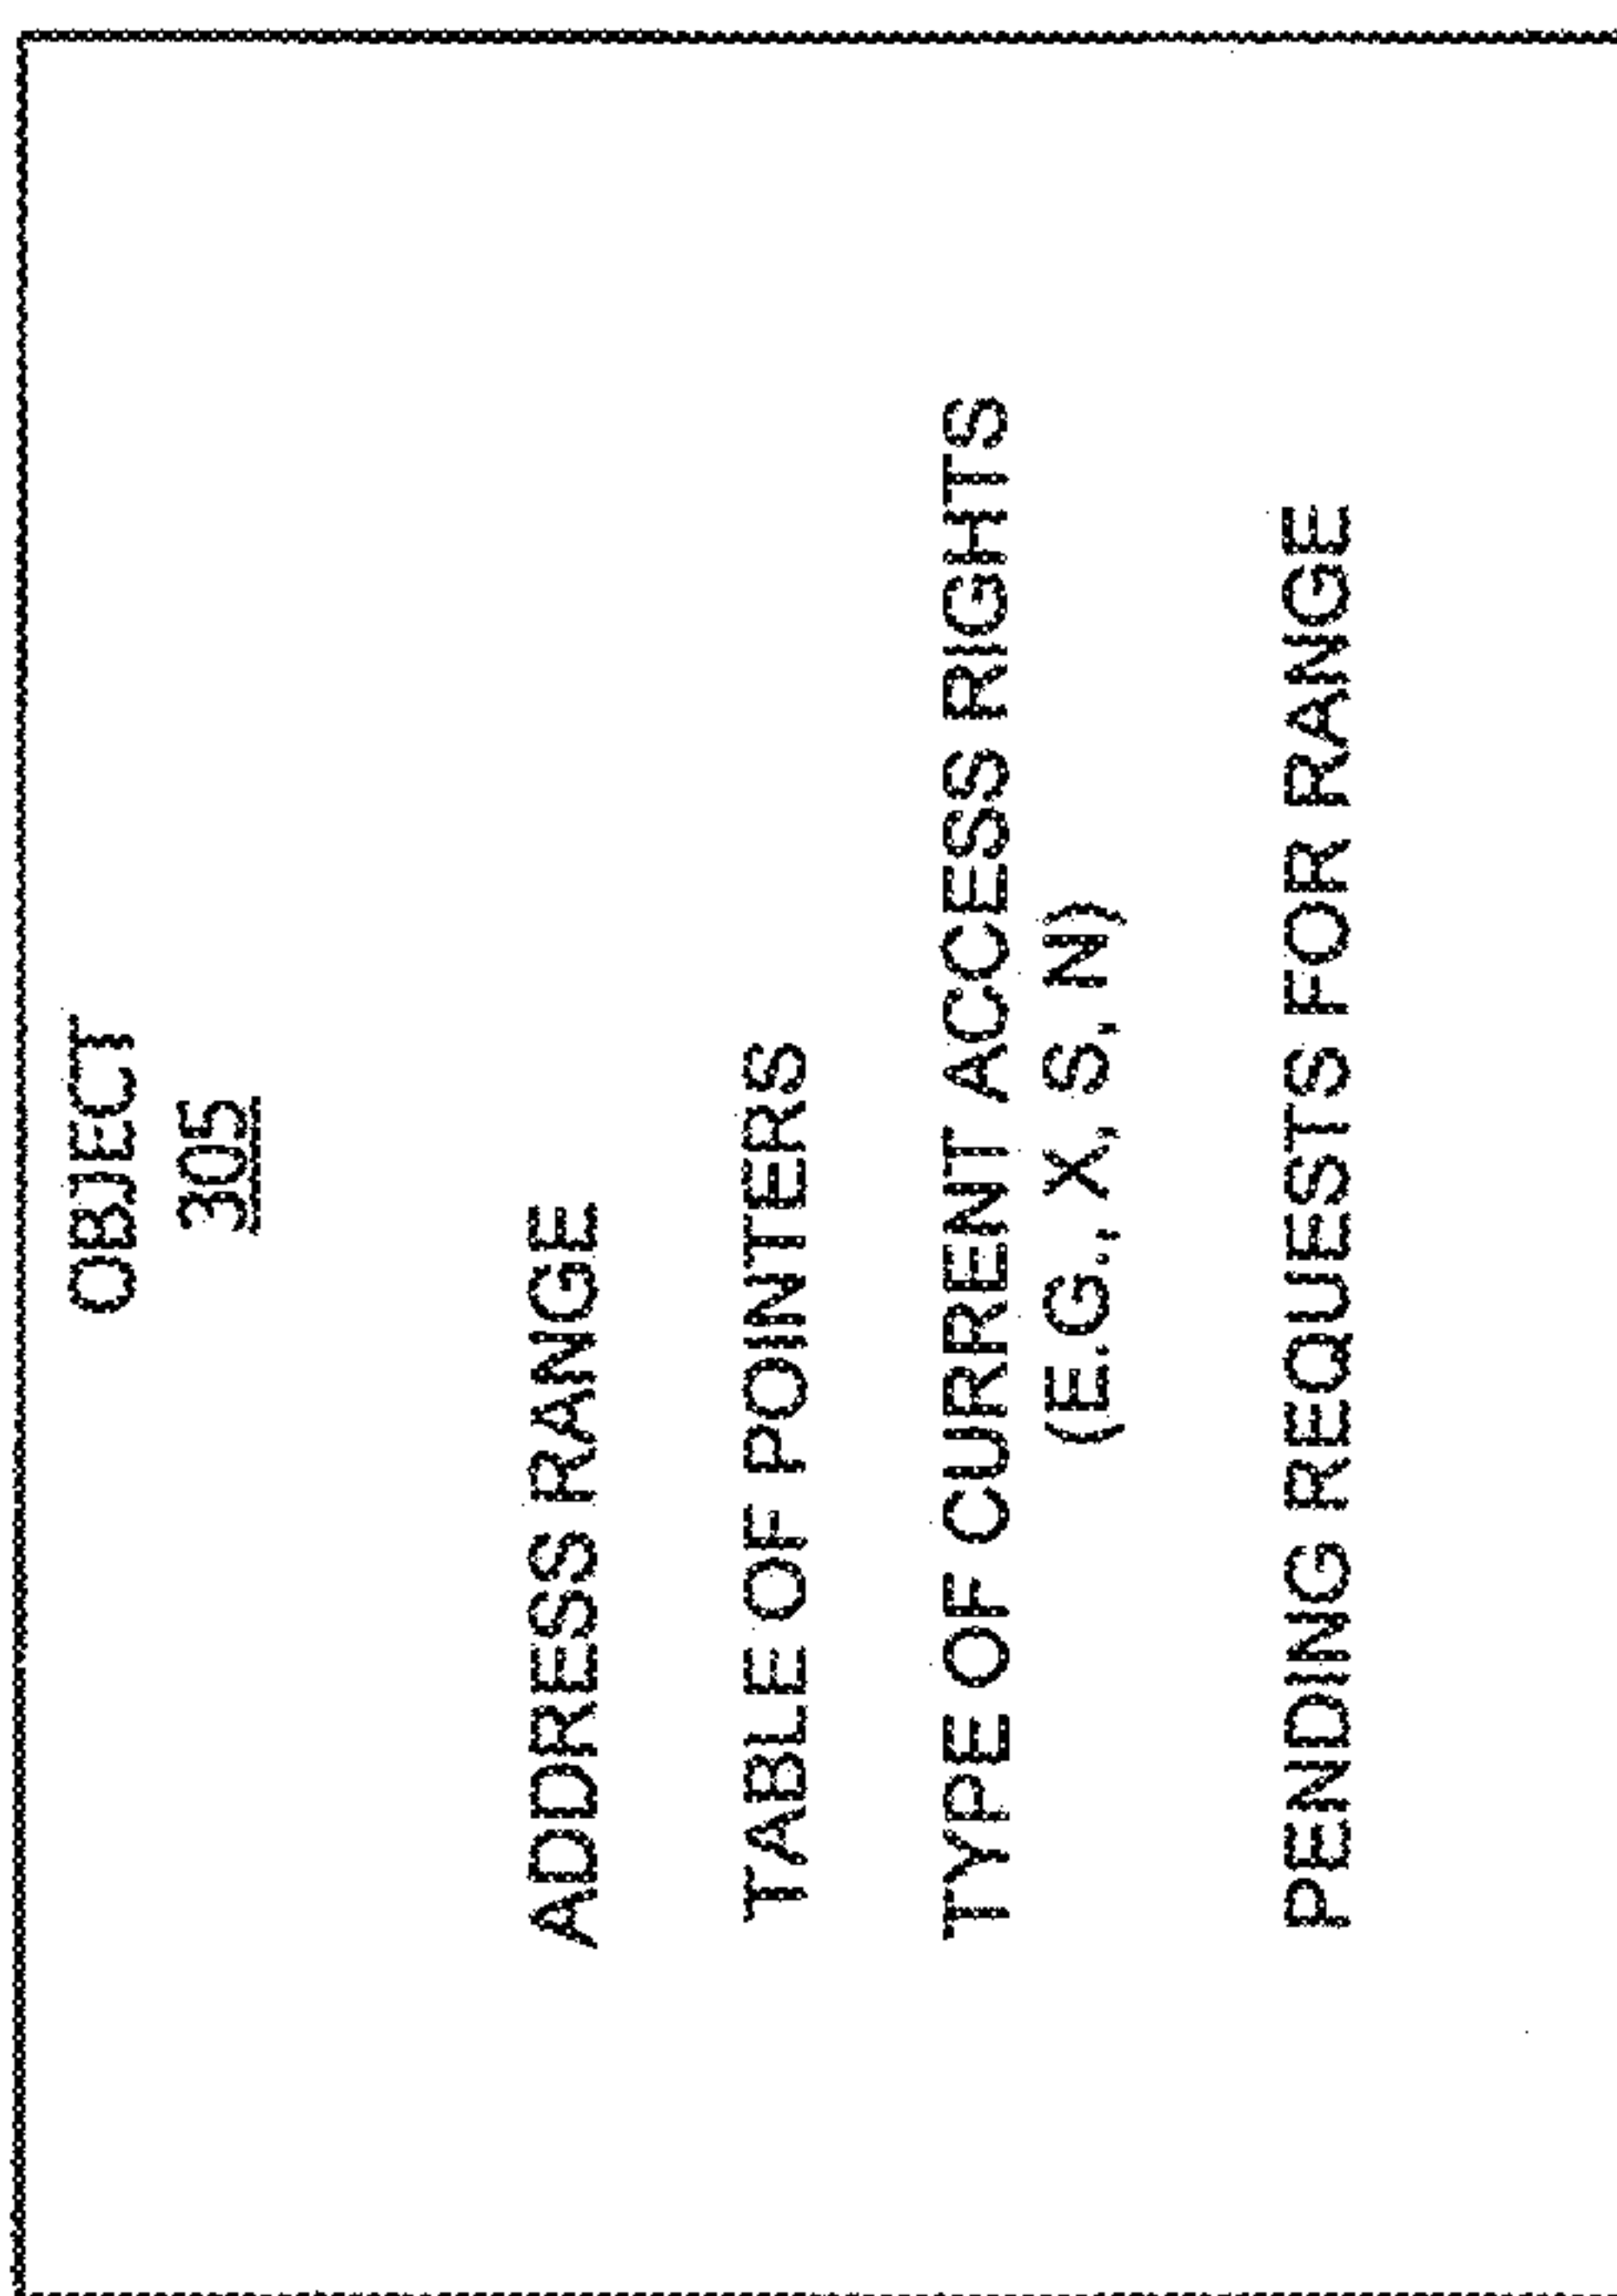 OBJECT
305
ADDRESS RANGE
TABLE OF POINTERS
TYPE OF CURRENT ACCESS RIGHTS
(E.G., X, S, N)
PENDING REQUESTS FOR RANGE